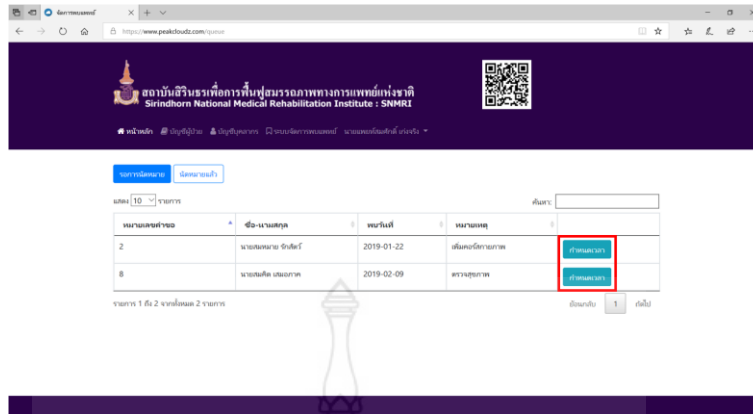 จัดการพบแพทย์
https://www.peakcloudz.com/queue
สถาบันสิรินธรเพื่อการฟื้นฟูสมรรถภาพทางการแพทย์แห่งชาติ
Sirindhorn National Medical Rehabilitation Institute : SNMRI
หน้าหลัก บัญชีผู้ป่วย บัญชีบุคลากร ระบบจัดการพบแพทย์ นายแพทย์สมศักดิ์
รอการนัดหมาย นัดหมายแล้ว
แสดง 10 รายการ ค้นหา:
หมายเลขคำขอ ชื่อ-นามสกุล พบวันที่ หมายเหตุ
2 นายสมหมาย รักสัตว์ 2019-01-22 เพิ่มคอร์สกายภาพ กำหนดเวลา
8 นายสมคิด เสมอภาค 2019-02-09 ตรวจสุขภาพ กำหนดเวลา
รายการ 1 ถึง 2 จากทั้งหมด 2 รายการ ย้อนกลับ 1 ถัดไป